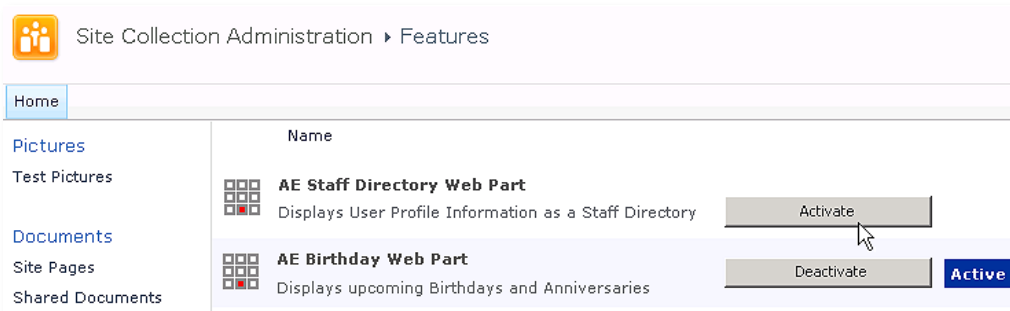 Site Collection Administration ▸ Features
Home
Pictures
Test Pictures
Documents
Site Pages
Shared Documents
Name
AE Staff Directory Web Part
Displays User Profile Information as a Staff Directory
Activate
AE Birthday Web Part
Displays upcoming Birthdays and Anniversaries
Deactivate
Active